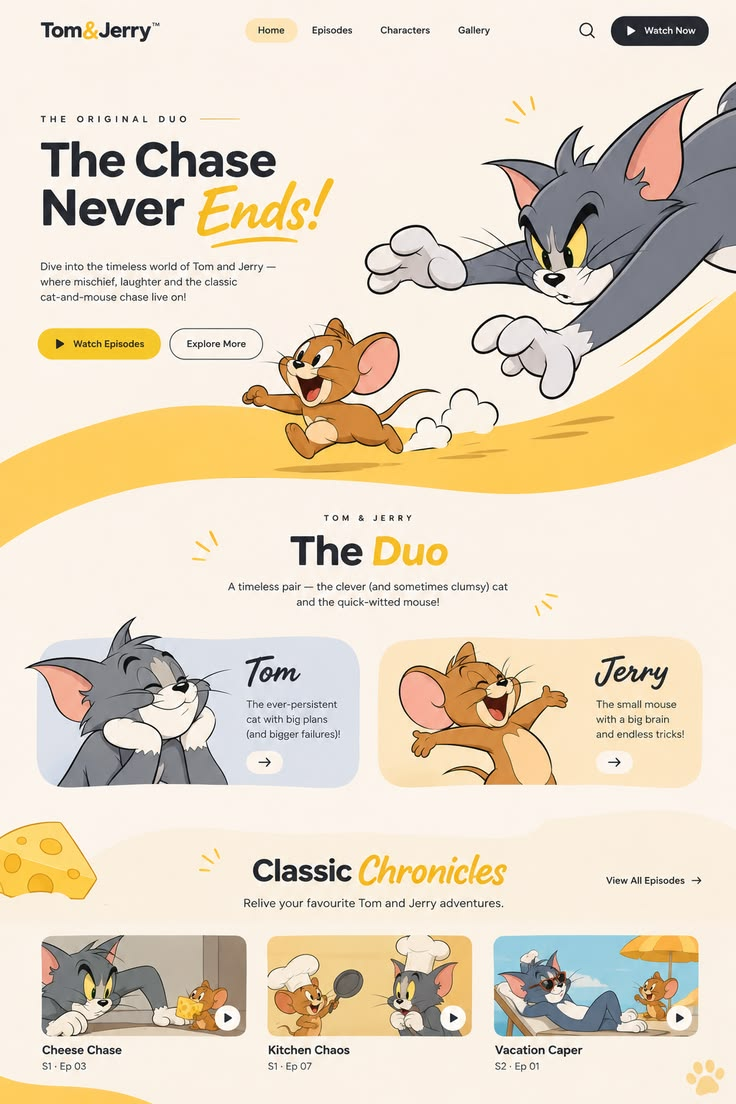 Tom&Jerry™
Home
Episodes
Characters
Gallery
Watch Now
THE ORIGINAL DUO
The Chase
Never Ends!
Dive into the timeless world of Tom and Jerry —
where mischief, laughter and the classic
cat-and-mouse chase live on!
Watch Episodes
Explore More
TOM & JERRY
The Duo
A timeless pair — the clever (and sometimes clumsy) cat
and the quick-witted mouse!
Tom
The ever-persistent
cat with big plans
(and bigger failures)!
Jerry
The small mouse
with a big brain
and endless tricks!
Classic Chronicles
View All Episodes
Relive your favourite Tom and Jerry adventures.
Cheese Chase
S1 · Ep 03
Kitchen Chaos
S1 · Ep 07
Vacation Caper
S2 · Ep 01